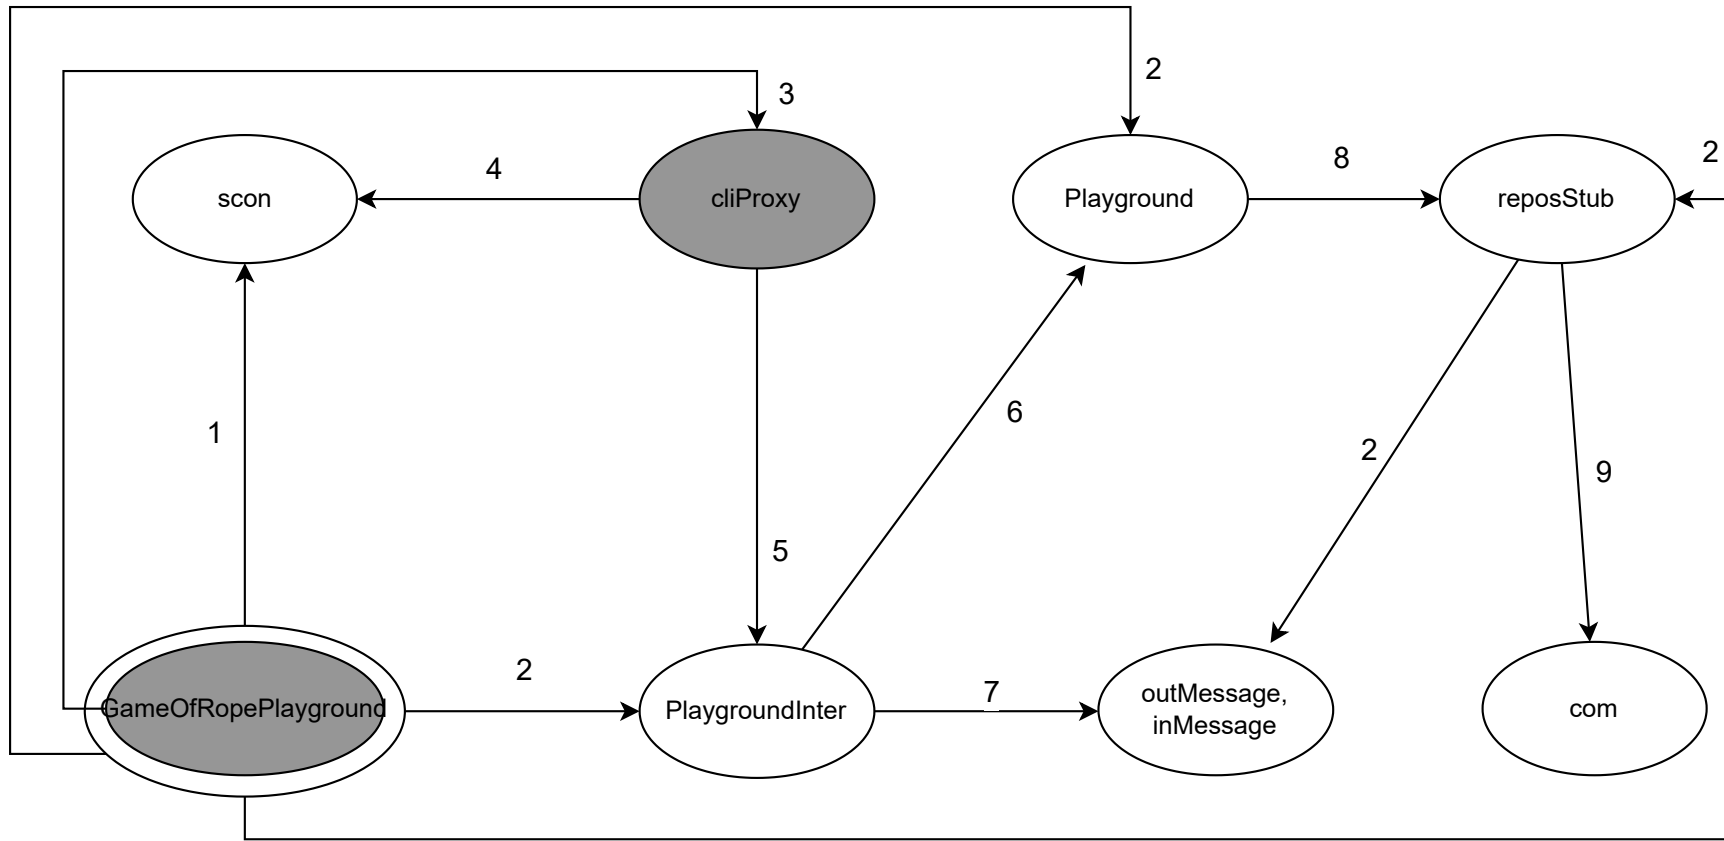 2
3
2
4
8
scon
cliProxy
Playground
reposStub
1
6
2
9
5
2
7
GameOfRopePlayground
PlaygroundInter
outMessage,
inMessage
com